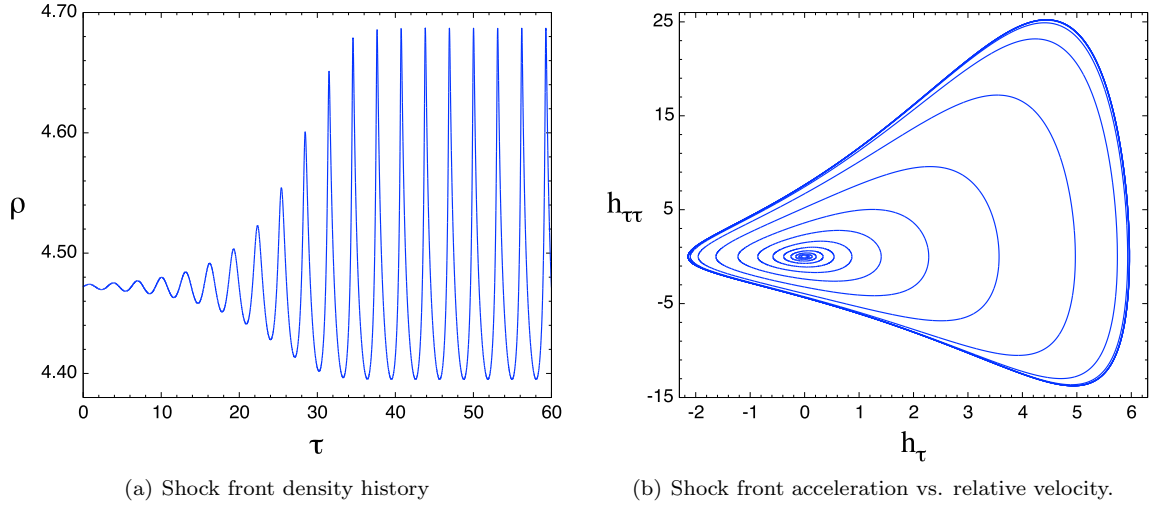 4.70
4.60
4.50
4.40
ρ
0 10 20 30 40 50 60
τ
(a) Shock front density history
25
15
5
-5
-15
hττ
-2 -1 0 1 2 3 4 5 6
hτ
(b) Shock front acceleration vs. relative velocity.